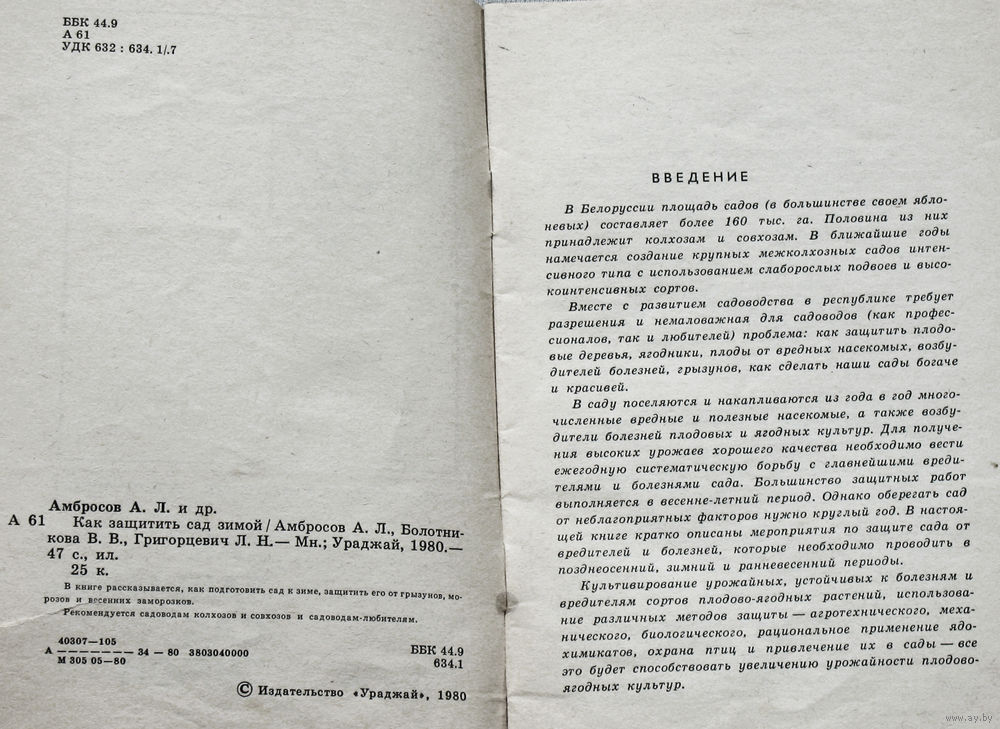 ББК 44.9
А 61
УДК 632 : 634. 1/.7
Амбросов А. Л. и др.
А 61 Как защитить сад зимой / Амбросов А. Л., Болотни-
кова В. В., Григорцевич Л. Н.— Мн.; Ураджай, 1980.—
47 с., ил.
25 к.
В книге рассказывается, как подготовить сад к зиме, защитить его от грызунов, мо-
розов и весенних заморозков.
Рекомендуется садоводам колхозов и совхозов и садоводам-любителям.
40307—105
А ——————— 34 — 80 3803040000
М 305 05—80
ББК 44.9
634.1
© Издательство «Ураджай», 1980
ВВЕДЕНИЕ
В Белоруссии площадь садов (в большинстве своем ябло-
невых) составляет более 160 тыс. га. Половина из них
принадлежит колхозам и совхозам. В ближайшие годы
намечается создание крупных межколхозных садов интен-
сивного типа с использованием слаборослых подвоев и высо-
коинтенсивных сортов.
Вместе с развитием садоводства в республике требует
разрешения и немаловажная для садоводов (как профес-
сионалов, так и любителей) проблема: как защитить плодо-
вые деревья, ягодники, плоды от вредных насекомых, возбу-
дителей болезней, грызунов, как сделать наши сады богаче
и красивей.
В саду поселяются и накапливаются из года в год много-
численные вредные и полезные насекомые, а также возбу-
дители болезней плодовых и ягодных культур. Для получе-
ния высоких урожаев хорошего качества необходимо вести
ежегодную систематическую борьбу с главнейшими вреди-
телями и болезнями сада. Большинство защитных работ
выполняется в весенне-летний период. Однако оберегать сад
от неблагоприятных факторов нужно круглый год. В настоя-
щей книге кратко описаны мероприятия по защите сада от
вредителей и болезней, которые необходимо проводить в
позднеосенний, зимний и ранневесенний периоды.
Культивирование урожайных, устойчивых к болезням и
вредителям сортов плодово-ягодных растений, использова-
ние различных методов защиты — агротехнического, меха-
нического, биологического, рациональное применение ядо-
химикатов, охрана птиц и привлечение их в сады — все
это будет способствовать увеличению урожайности плодово-
ягодных культур.
www.ay.by